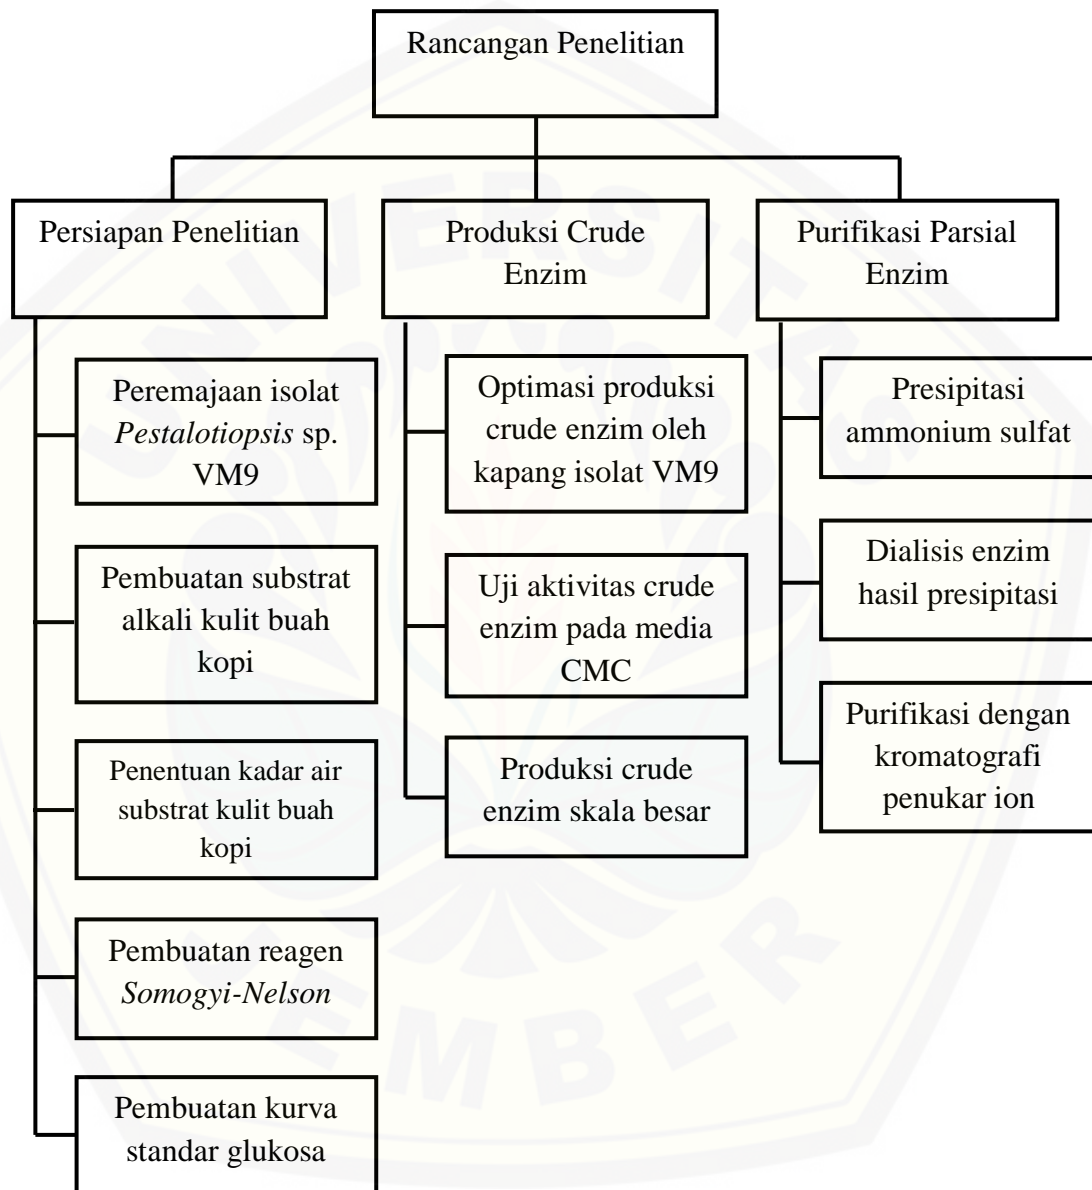 Rancangan Penelitian
Persiapan Penelitian
Peremajaan isolat
Pestalotiopsis sp.
VM9
Pembuatan substrat
alkali kulit buah
kopi
Penentuan kadar air
substrat kulit buah
kopi
Pembuatan reagen
Somogyi-Nelson
Pembuatan kurva
standar glukosa
Produksi Crude
Enzim
Optimasi produksi
crude enzim oleh
kapang isolat VM9
Uji aktivitas crude
enzim pada media
CMC
Produksi crude
enzim skala besar
Purifikasi Parsial
Enzim
Presipitasi
ammonium sulfat
Dialisis enzim
hasil presipitasi
Purifikasi dengan
kromatografi
penukar ion
UNIVERSITAS
JEMBER